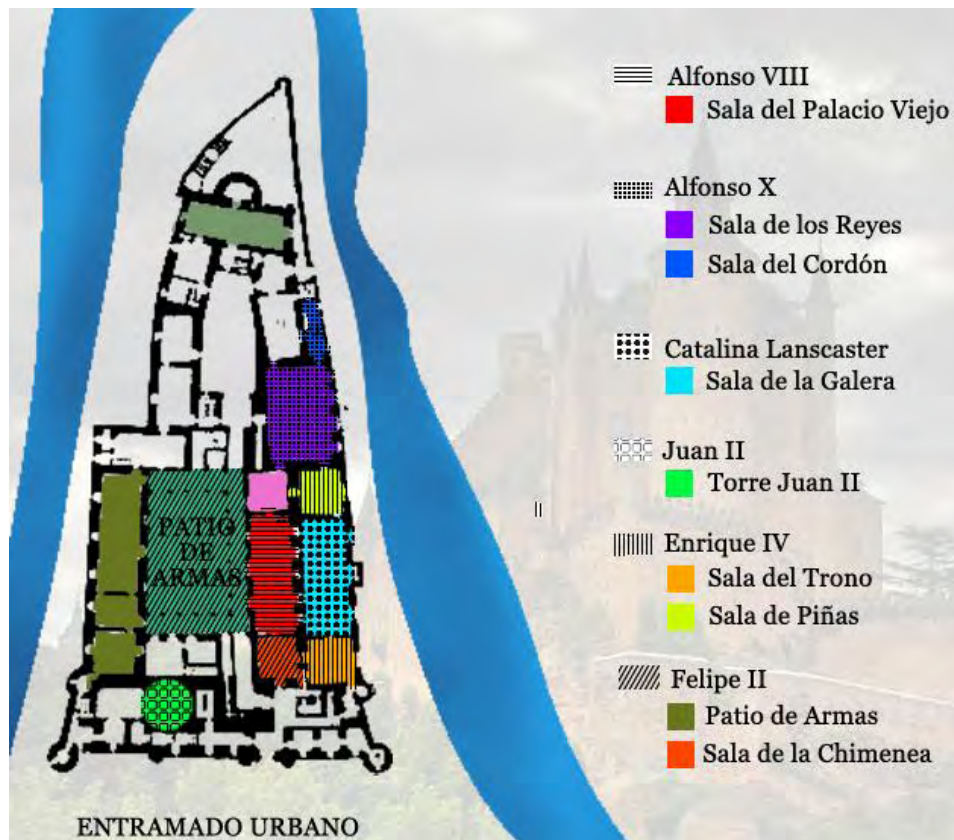 Alfonso VIII
Sala del Palacio Viejo
Alfonso X
Sala de los Reyes
Sala del Cordón
Catalina Lanscaster
Sala de la Galera
Juan II
Torre Juan II
Enrique IV
Sala del Trono
Sala de Piñas
Felipe II
Patio de Armas
Sala de la Chimenea
PATIO
DE
ARMAS
ENTRAMADO URBANO